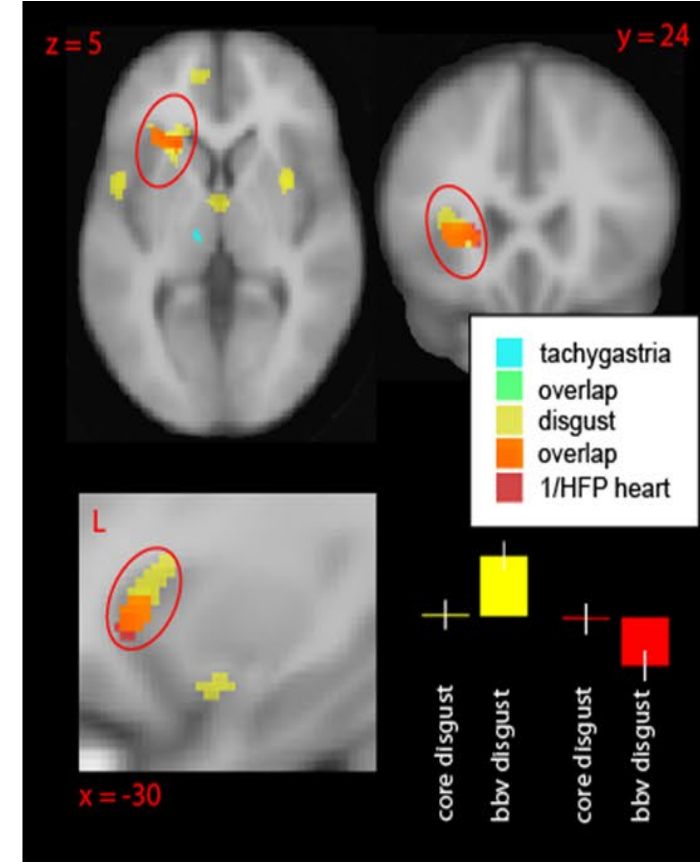 z = 5
y = 24
tachygastria
overlap
disgust
overlap
1/HFP heart
L
x = -30
core disgust
bbv disgust
core disgust
bbv disgust